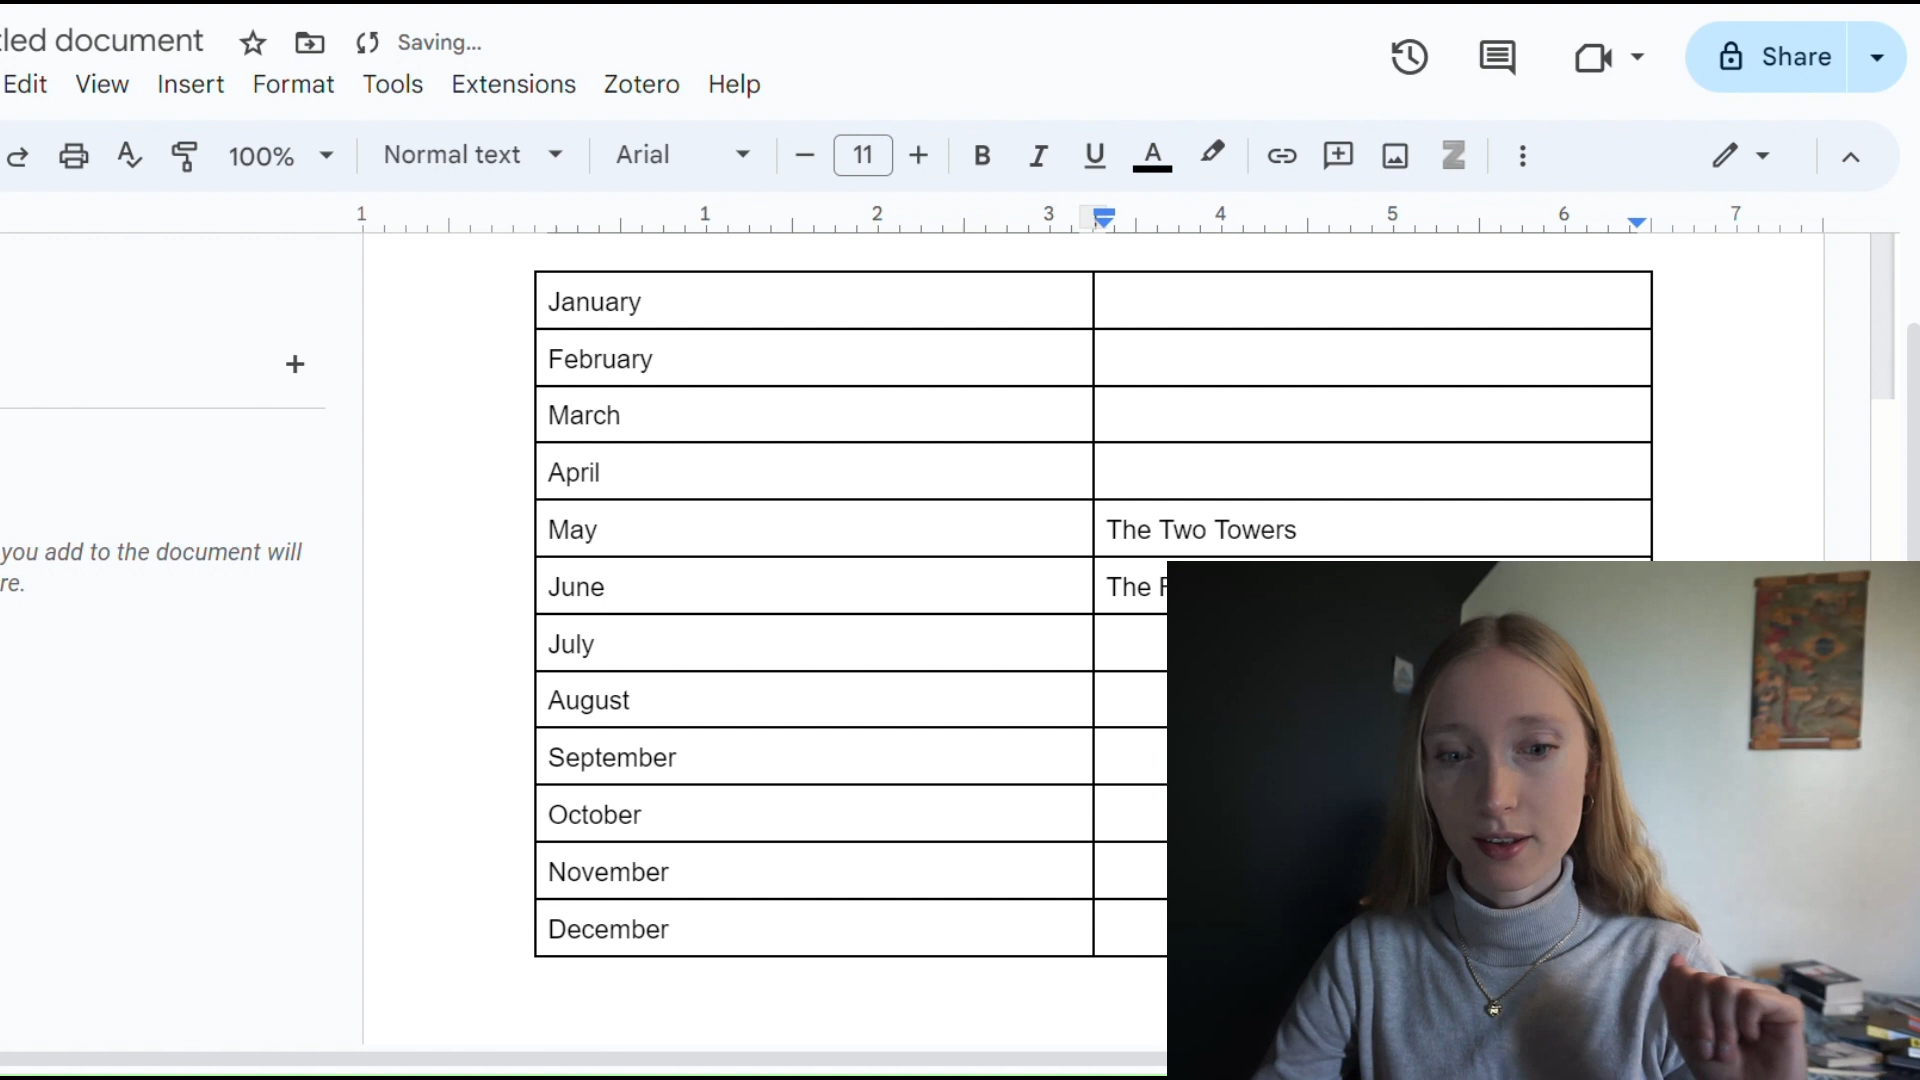 led document Saving...
Edit View Insert Format Tools Extensions Zotero Help
Share
100% Normal text Arial 11 B I U A
1 1 2 3 4 5 6 7
January
February
March
April
May The Two Towers
you add to the document will
re.
June The
July
August
September
October
November
December